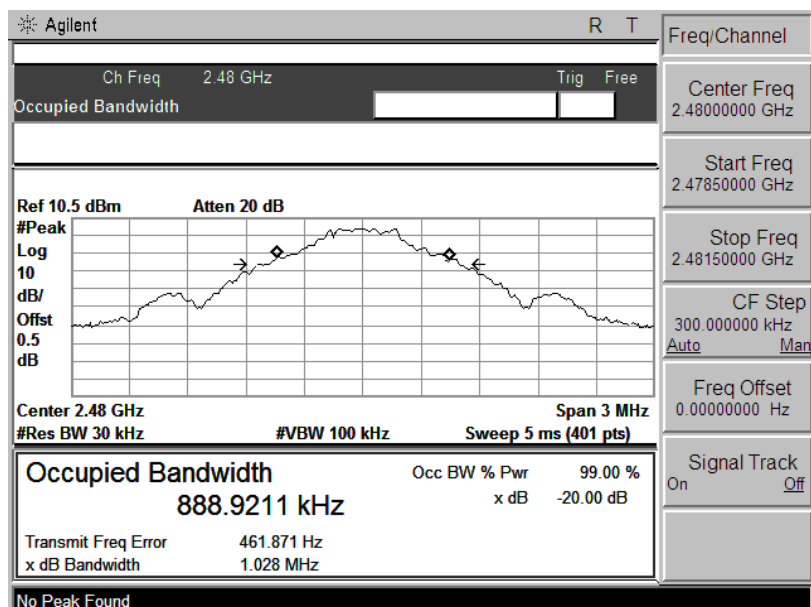 Agilent R T
Freq/Channel
Ch Freq 2.48 GHz Trig Free
Occupied Bandwidth
Center Freq
2.48000000 GHz
Start Freq
2.47850000 GHz
Stop Freq
2.48150000 GHz
CF Step
300.000000 kHz
Auto Man
Freq Offset
0.00000000 Hz
Signal Track
On Off
Ref 10.5 dBm Atten 20 dB
#Peak
Log
10
dB/
Offst
0.5
dB
Center 2.48 GHz Span 3 MHz
#Res BW 30 kHz #VBW 100 kHz Sweep 5 ms (401 pts)
Occupied Bandwidth Occ BW % Pwr 99.00 %
888.9211 kHz x dB -20.00 dB
Transmit Freq Error 461.871 Hz
x dB Bandwidth 1.028 MHz
No Peak Found